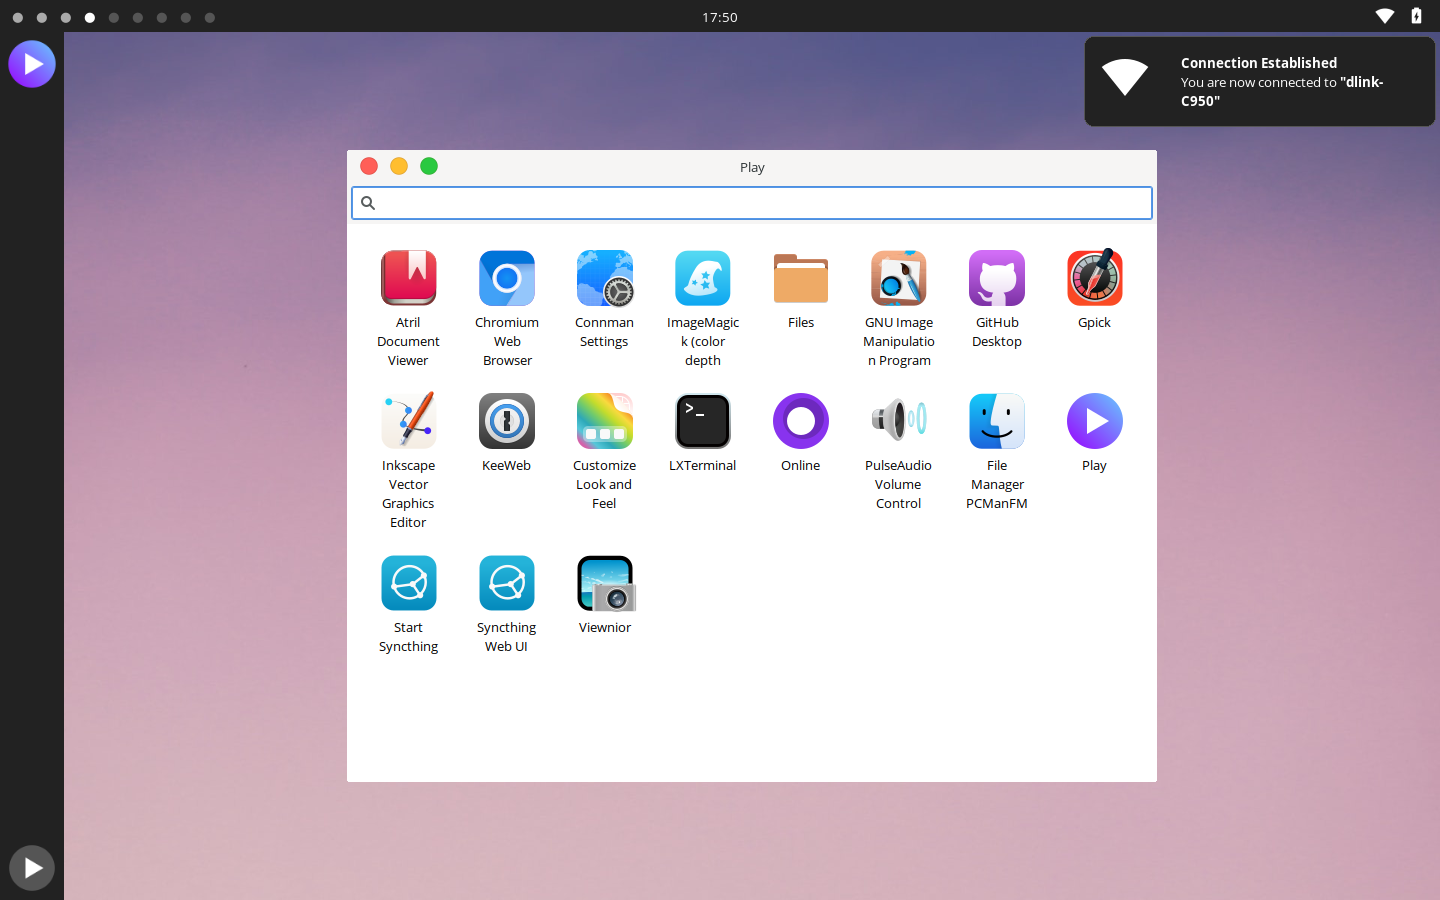 17:50
Connection Established
You are now connected to "dlink-
C950"
Play
Atril
Document
Viewer
Chromium
Web
Browser
Connman
Settings
ImageMagic
k (color
depth
Files
GNU Image
Manipulatio
n Program
GitHub
Desktop
Gpick
Inkscape
Vector
Graphics
Editor
KeeWeb
Customize
Look and
Feel
>_
LXTerminal
Online
PulseAudio
Volume
Control
File
Manager
PCManFM
Play
Start
Syncthing
Syncthing
Web UI
Viewnior